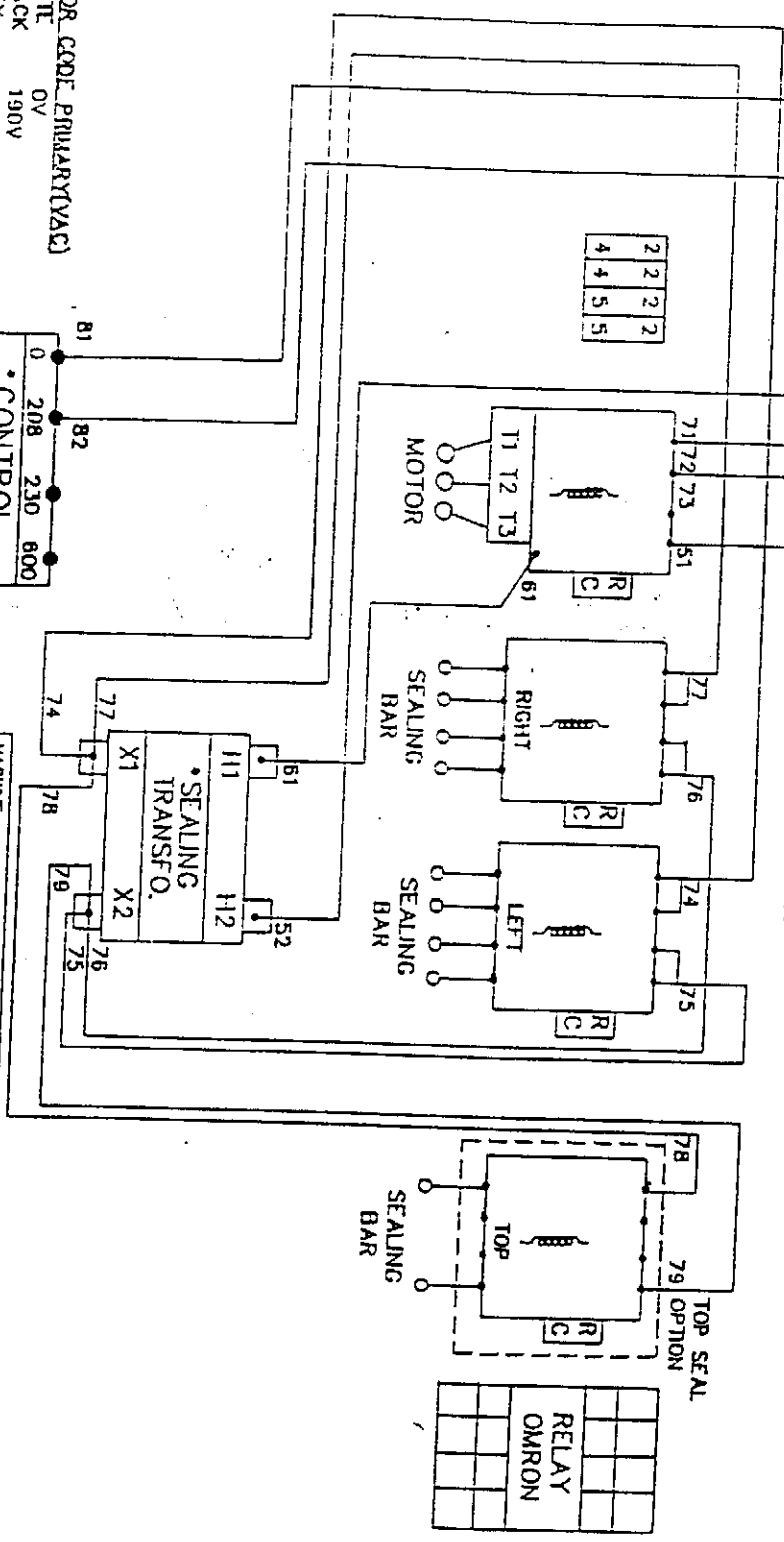 OR CODE PRIMARY(VAC)
TE 0V
ACK 190V
2 2 2 2
4 4 5 5
81
82
0 208 230 600
*CONTROL
71 72 73 51
T1 T2 T3
MOTOR
61
R C
77
76
RIGHT
SEALING BAR
R C
74
75
LEFT
SEALING BAR
R C
61
52
H1 H2
*SEALING
TRANSFO.
X1 X2
74
77
78
79
75
76
78
79
TOP SEAL
OPTION
TOP
SEALING
BAR
R C
RELAY
OMRON